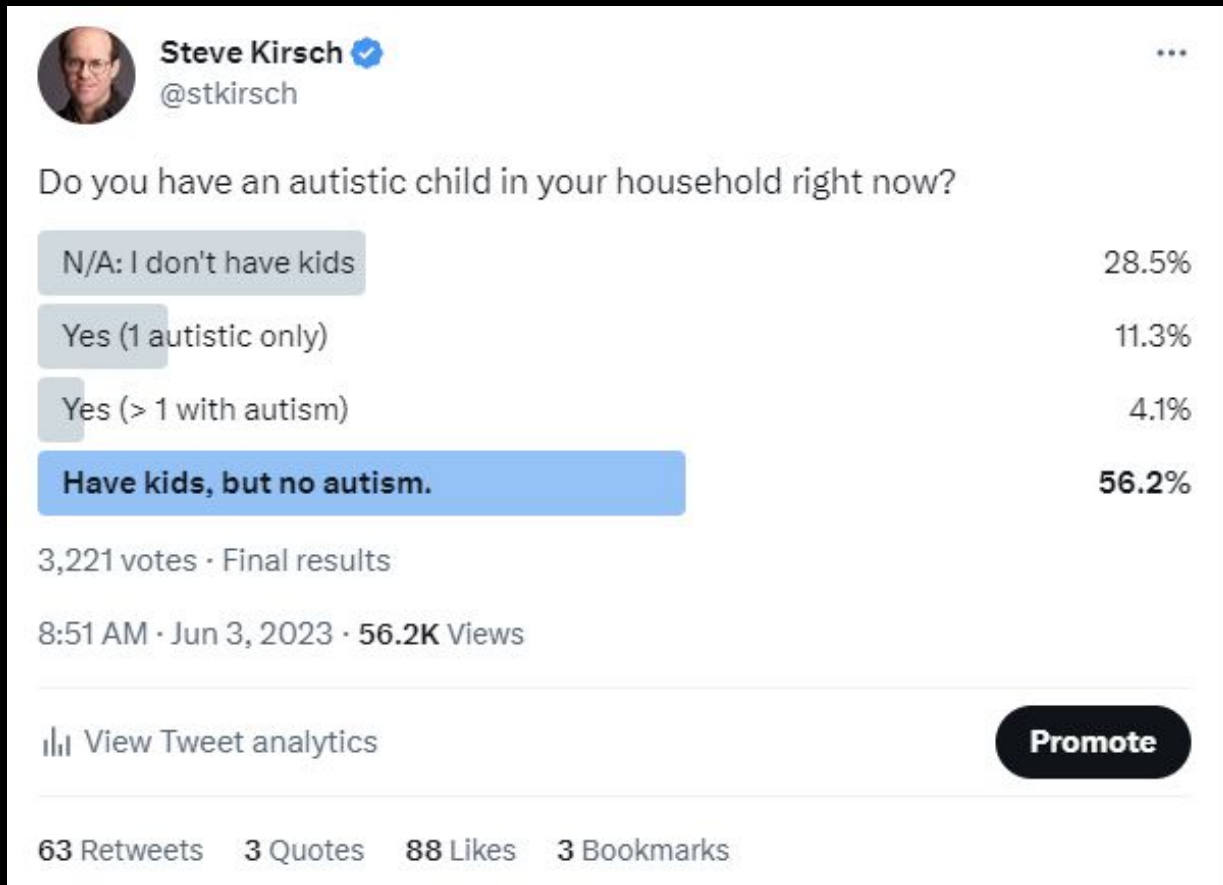 Steve Kirsch
@stkirsch
Do you have an autistic child in your household right now?
N/A: I don't have kids 28.5%
Yes (1 autistic only) 11.3%
Yes (> 1 with autism) 4.1%
Have kids, but no autism. 56.2%
3,221 votes · Final results
8:51 AM · Jun 3, 2023 · 56.2K Views
View Tweet analytics Promote
63 Retweets 3 Quotes 88 Likes 3 Bookmarks